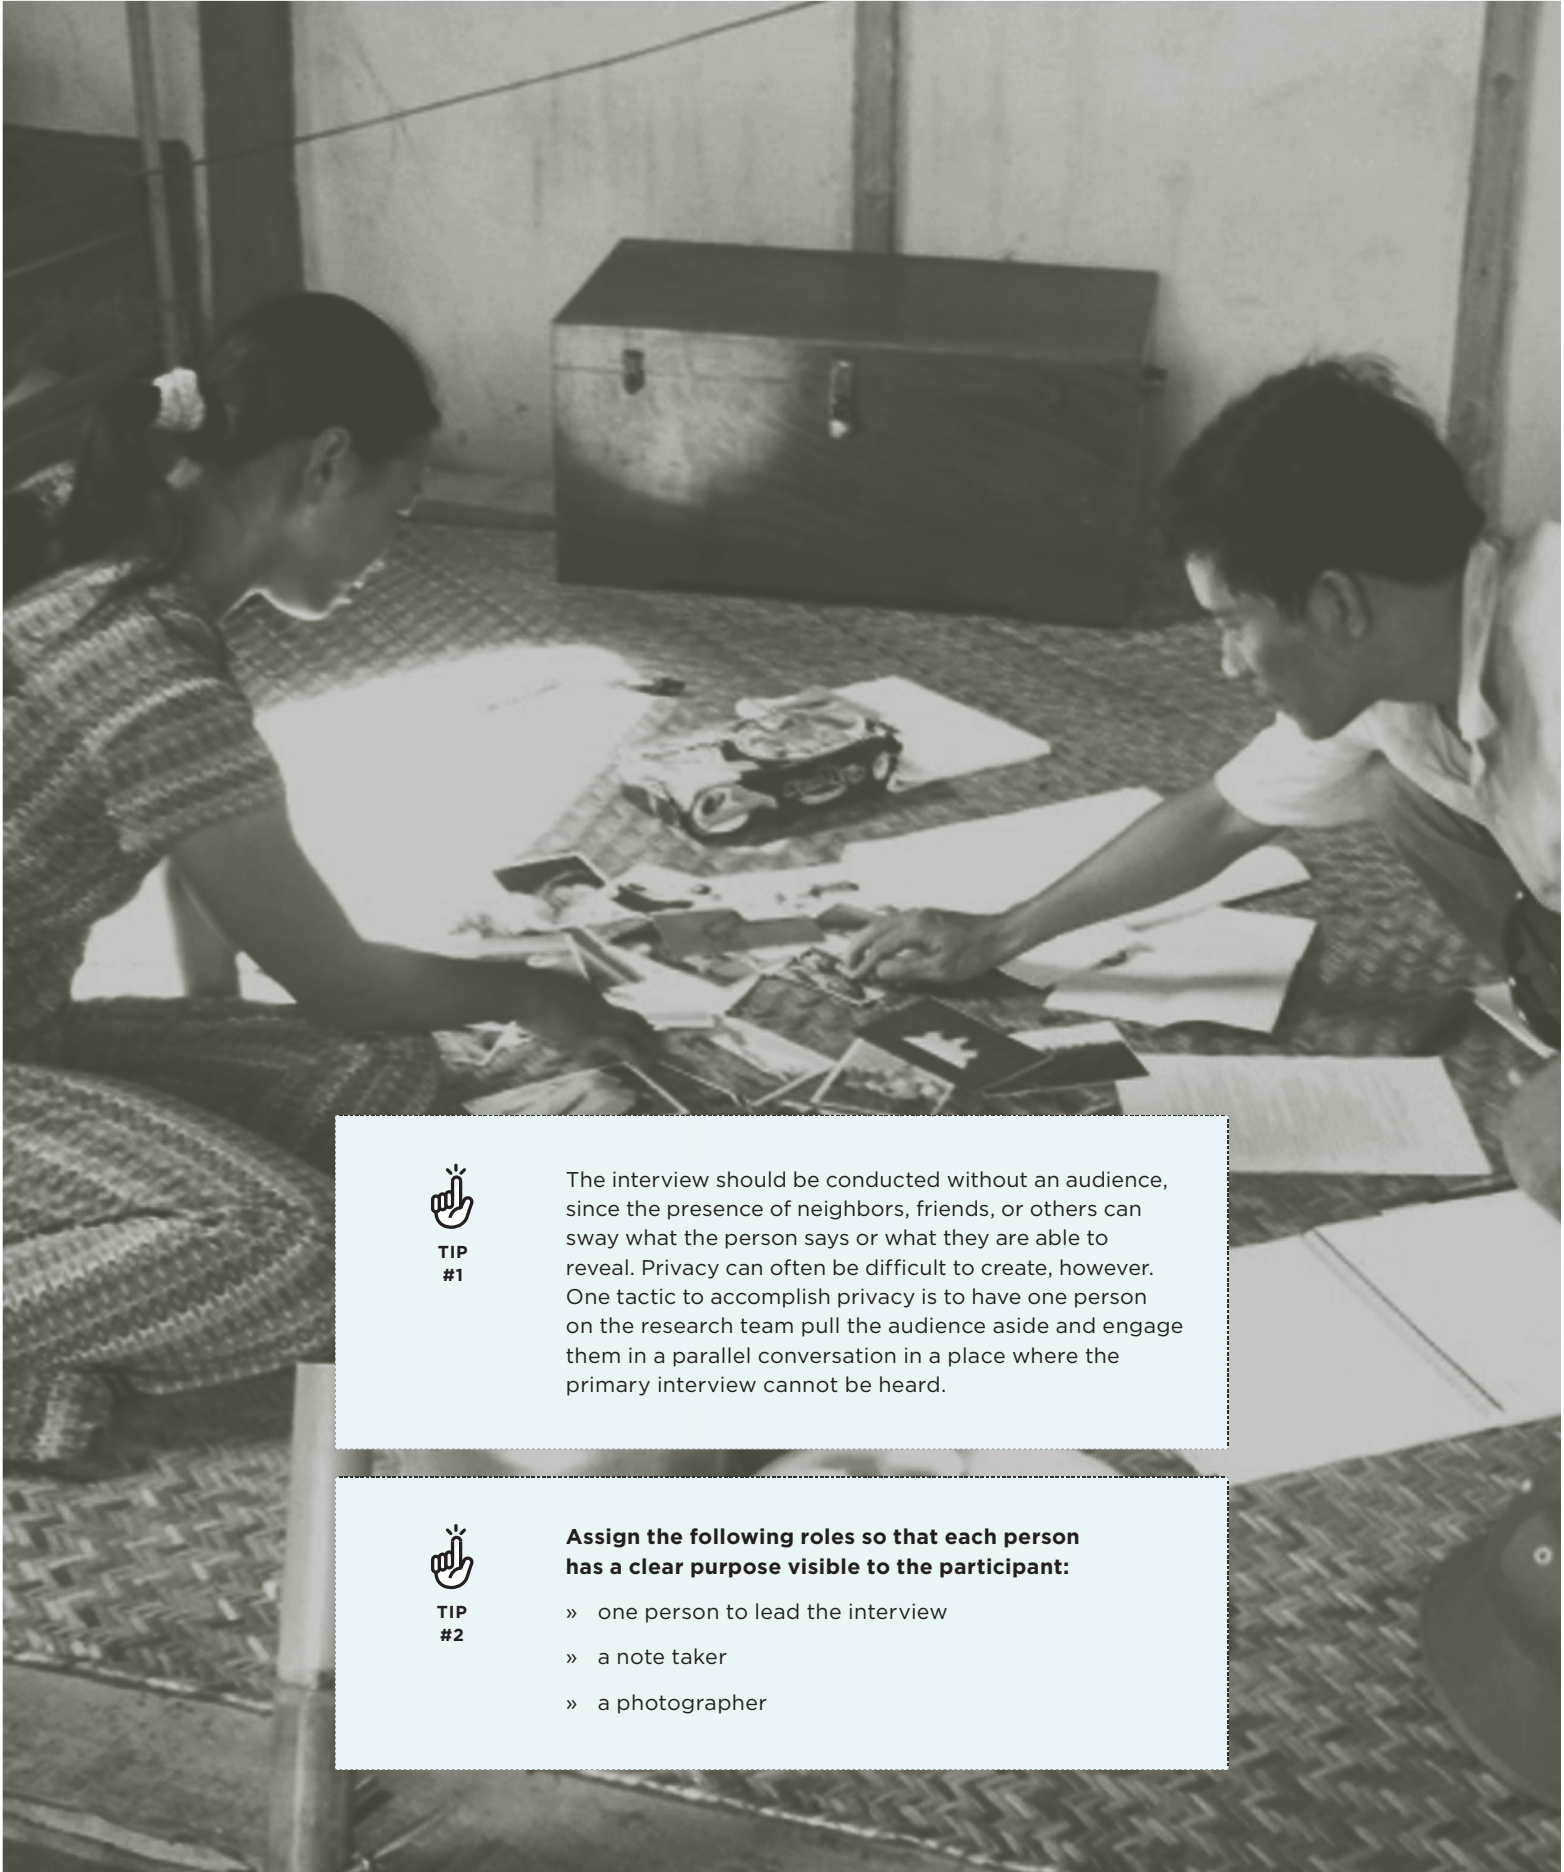 TIP
#1
The interview should be conducted without an audience,
since the presence of neighbors, friends, or others can
sway what the person says or what they are able to
reveal. Privacy can often be difficult to create, however.
One tactic to accomplish privacy is to have one person
on the research team pull the audience aside and engage
them in a parallel conversation in a place where the
primary interview cannot be heard.
TIP
#2
Assign the following roles so that each person
has a clear purpose visible to the participant:
» one person to lead the interview
» a note taker
» a photographer